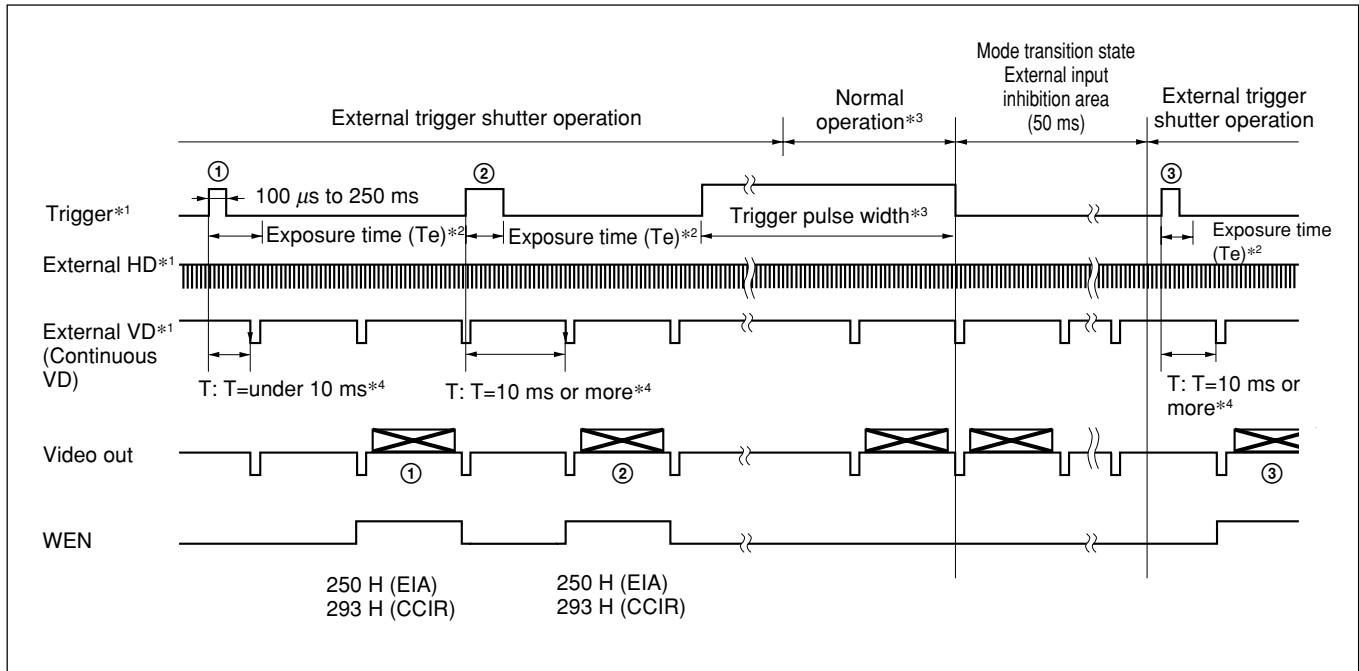 Mode transition state
External input
inhibition area
(50 ms)
External trigger shutter operation
Normal
operation*3
External trigger
shutter operation
① ② ③
Trigger*1
100 μs to 250 ms
Trigger pulse width*3
Exposure time (Te)*2
Exposure time (Te)*2
Exposure time
(Te)*2
External HD*1
External VD*1
(Continuous
VD)
T: T=under 10 ms*4
T: T=10 ms or more*4
T: T=10 ms or
more*4
Video out
① ② ③
WEN
250 H (EIA)
293 H (CCIR)
250 H (EIA)
293 H (CCIR)